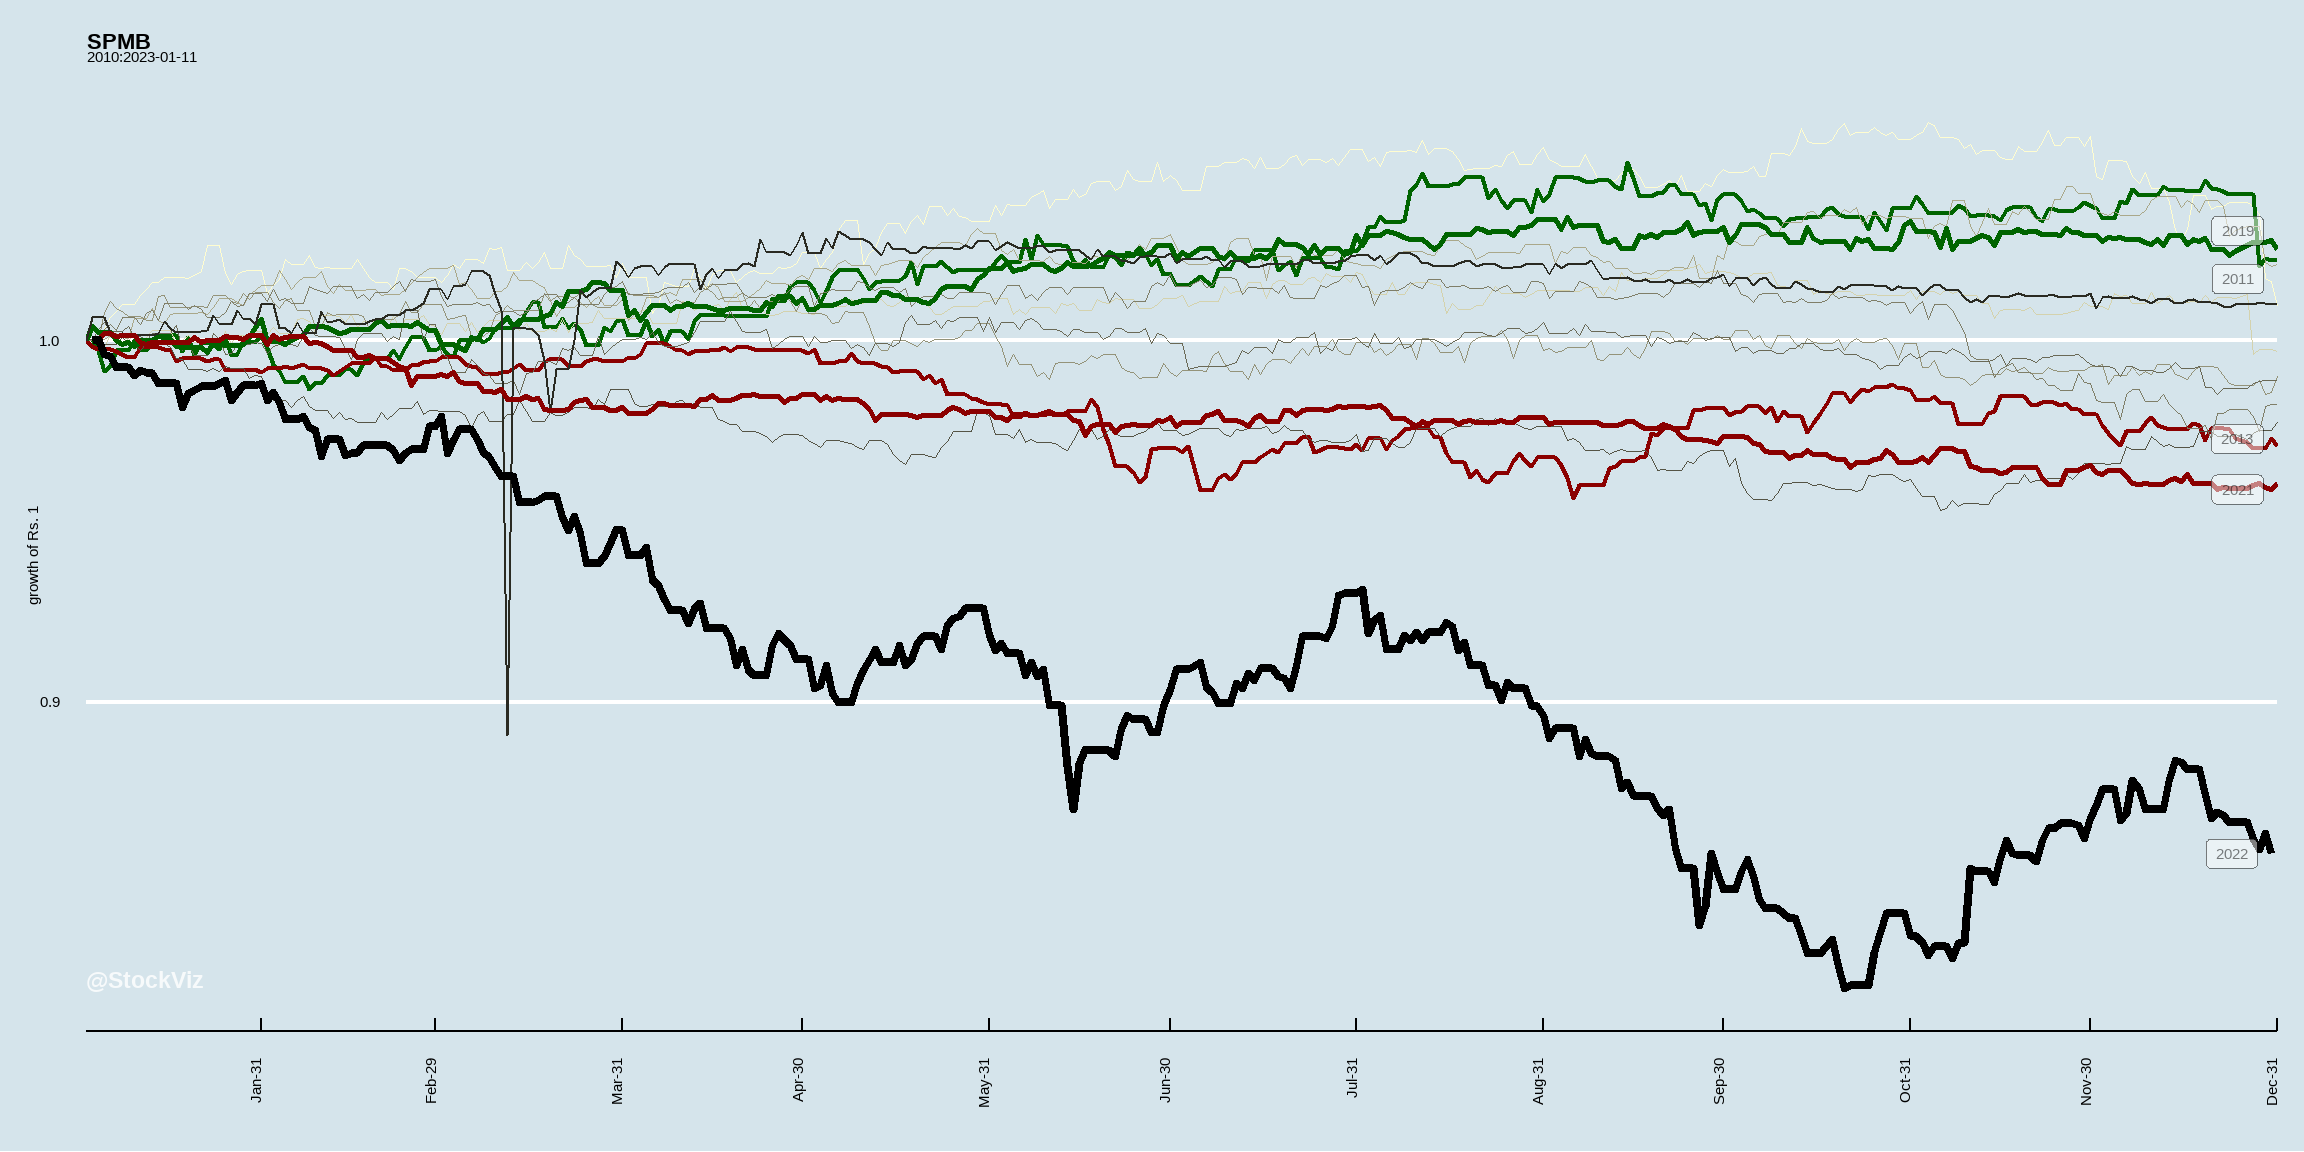 SPMB
2010:2023-01-11
2019
2011
1.0
2013
2021
growth of Rs. 1
0.9
2022
@StockViz
Jan-31
Feb-29
Mar-31
Apr-30
May-31
Jun-30
Jul-31
Aug-31
Sep-30
Oct-31
Nov-30
Dec-31